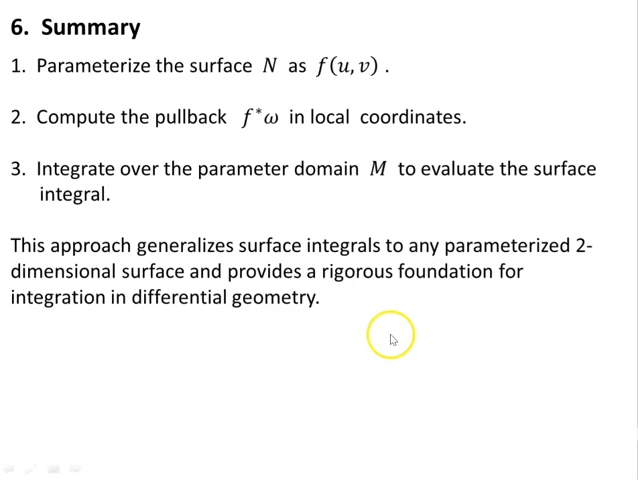 6. Summary
1. Parameterize the surface N as f(u, v) .
2. Compute the pullback f*ω in local coordinates.
3. Integrate over the parameter domain M to evaluate the surface
integral.
This approach generalizes surface integrals to any parameterized 2-
dimensional surface and provides a rigorous foundation for
integration in differential geometry.